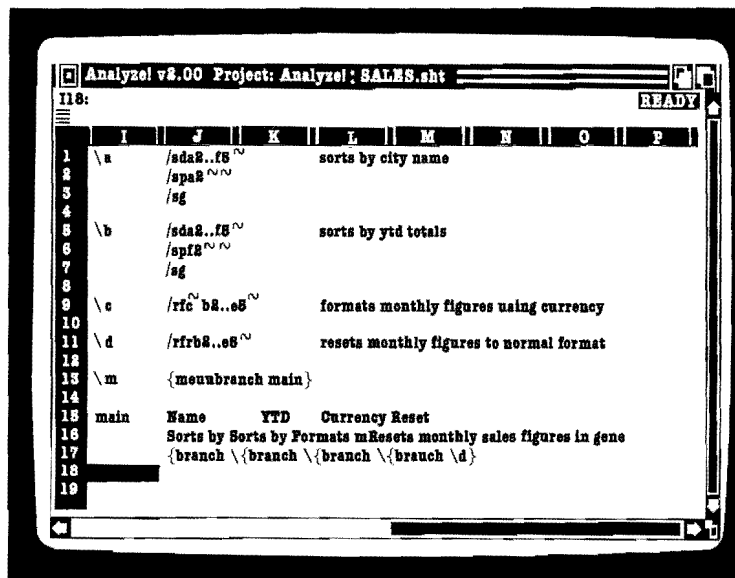 Analyze! v2.00 Project: Analyze! : SALES.sht
I18:
READY
I J K L M N O P
1 \a /sda2..f5~ sorts by city name
2 /spa2~~
3 /sg
4
5 \b /sda2..f5~ sorts by ytd totals
6 /spf2~~
7 /sg
8
9 \c /rfc~b2..e5~ formats monthly figures using currency
10
11 \d /rfrb2..e5~ resets monthly figures to normal format
12
13 \m {menubranch main}
14
15 main Name YTD Currency Reset
16 Sorts by Sorts by Formats mResets monthly sales figures in gene
17 {branch \{branch \{branch \{branch \d}
18
19